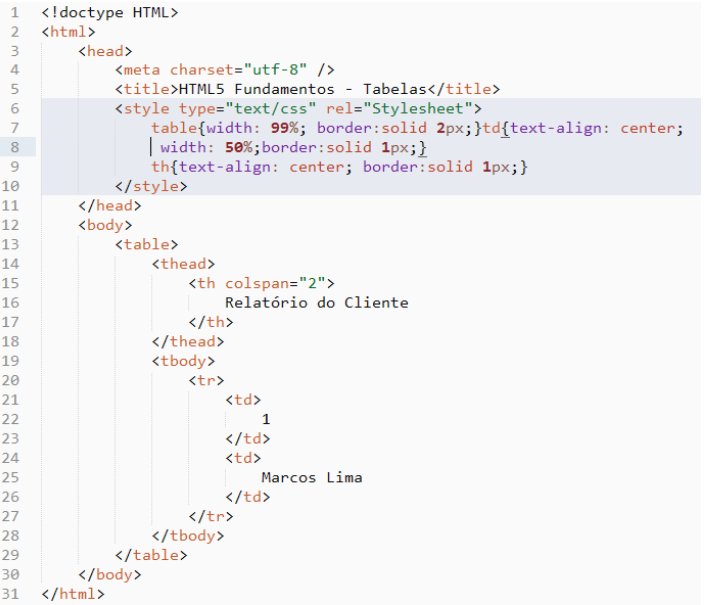 1 <!doctype HTML>
2 <html>
3 <head>
4 <meta charset="utf-8" />
5 <title>HTML5 Fundamentos - Tabelas</title>
6 <style type="text/css" rel="Stylesheet">
7 table{width: 99%; border:solid 2px;}td{text-align: center;
8 width: 50%;border:solid 1px;}
9 th{text-align: center; border:solid 1px;}
10 </style>
11 </head>
12 <body>
13 <table>
14 <thead>
15 <th colspan="2">
16 Relatório do Cliente
17 </th>
18 </thead>
19 <tbody>
20 <tr>
21 <td>
22 1
23 </td>
24 <td>
25 Marcos Lima
26 </td>
27 </tr>
28 </tbody>
29 </table>
30 </body>
31 </html>